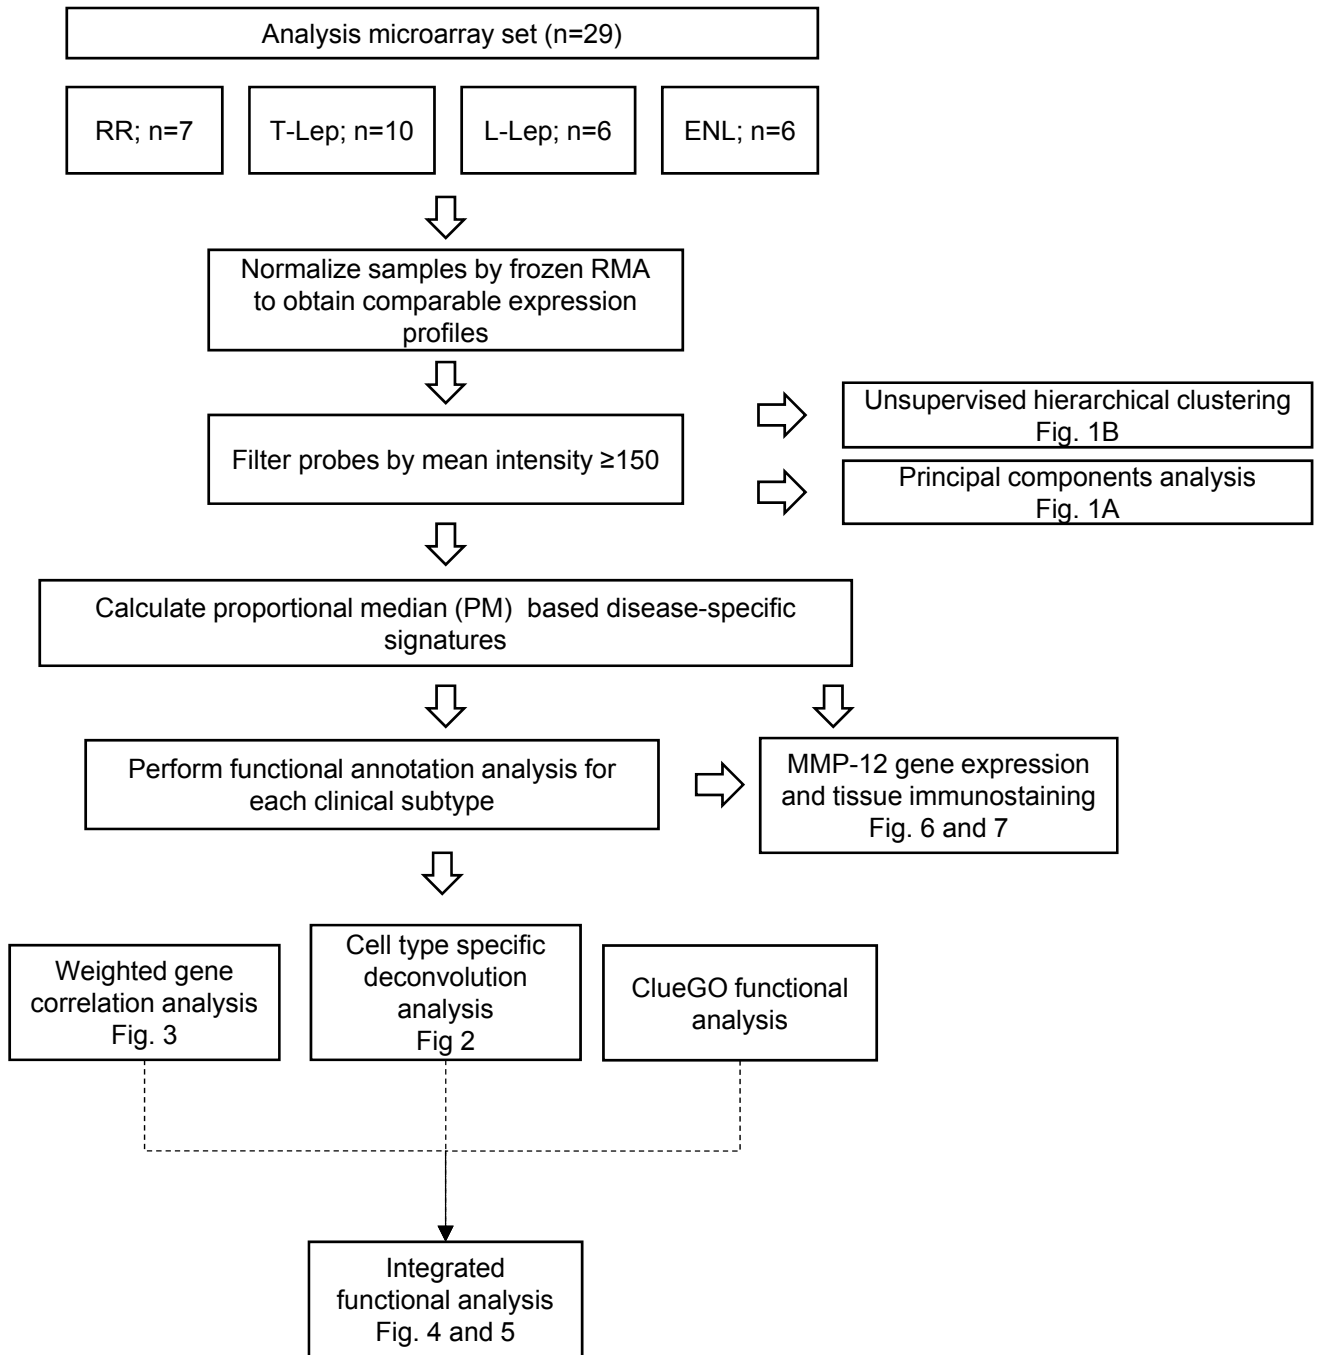 Analysis microarray set (n=29)
RR; n=7
T-Lep; n=10
L-Lep; n=6
ENL; n=6
Normalize samples by frozen RMA
to obtain comparable expression
profiles
Filter probes by mean intensity ≥150
Unsupervised hierarchical clustering
Fig. 1B
Principal components analysis
Fig. 1A
Calculate proportional median (PM) based disease-specific
signatures
Perform functional annotation analysis for
each clinical subtype
MMP-12 gene expression
and tissue immunostaining
Fig. 6 and 7
Weighted gene
correlation analysis
Fig. 3
Cell type specific
deconvolution
analysis
Fig 2
ClueGO functional
analysis
Integrated
functional analysis
Fig. 4 and 5